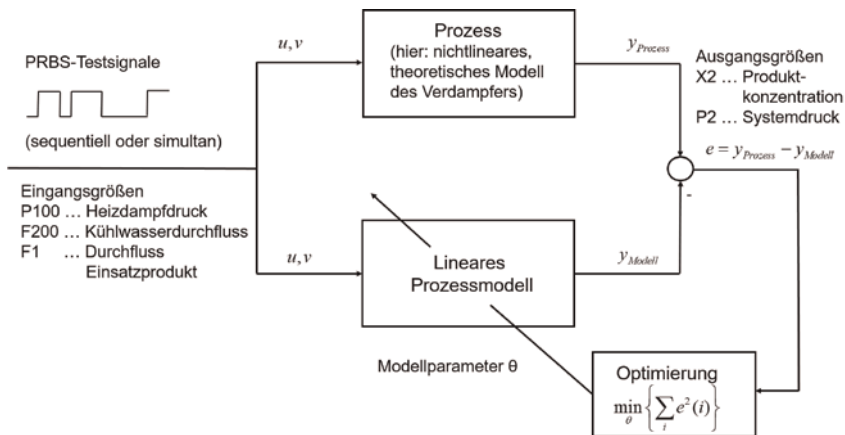 PRBS-Testsignale
(sequentiell oder simultan)
Eingangsgrößen
P100 ... Heizdampfdruck
F200 ... Kühlwasserdurchfluss
F1 ... Durchfluss
Einsatzprodukt
u, v
Prozess
(hier: nichtlineares,
theoretisches Modell
des Verdampfers)
y_Prozess
Ausgangsgrößen
X2 ... Produkt-
konzentration
P2 ... Systemdruck
e = y_Prozess − y_Modell
-
u, v
Lineares
Prozessmodell
y_Modell
Modellparameter θ
Optimierung
min_θ {∑_i e²(i)}